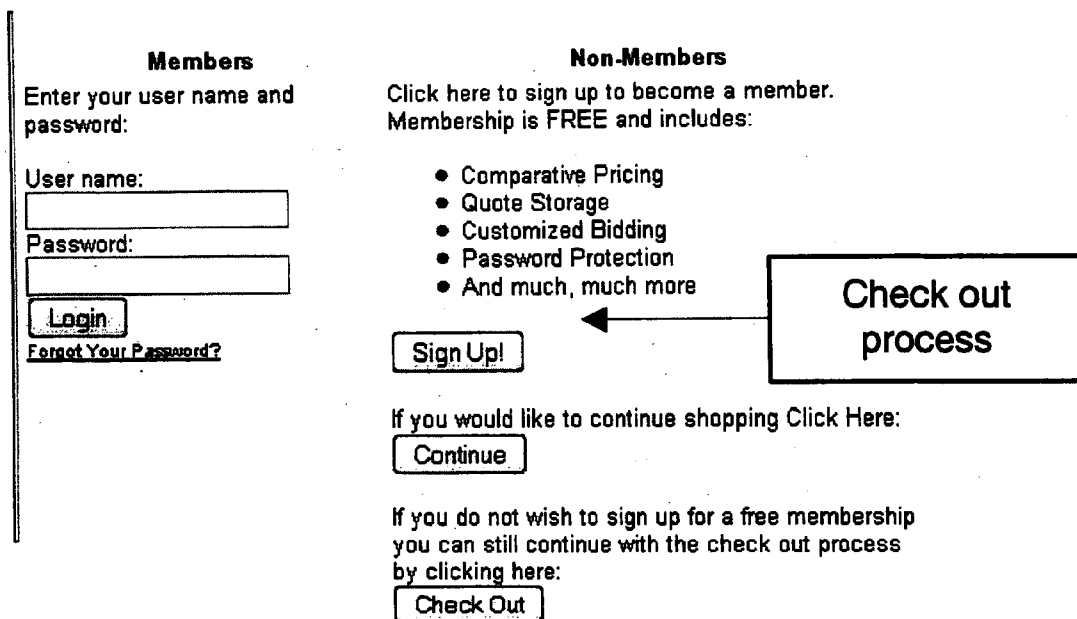 Members
Enter your user name and
password:
User name:
Password:
Login
Forgot Your Password?
Non-Members
Click here to sign up to become a member.
Membership is FREE and includes:
● Comparative Pricing
● Quote Storage
● Customized Bidding
● Password Protection
● And much, much more
Sign Up!
If you would like to continue shopping Click Here:
Continue
If you do not wish to sign up for a free membership
you can still continue with the check out process
by clicking here:
Check Out
Check out
process